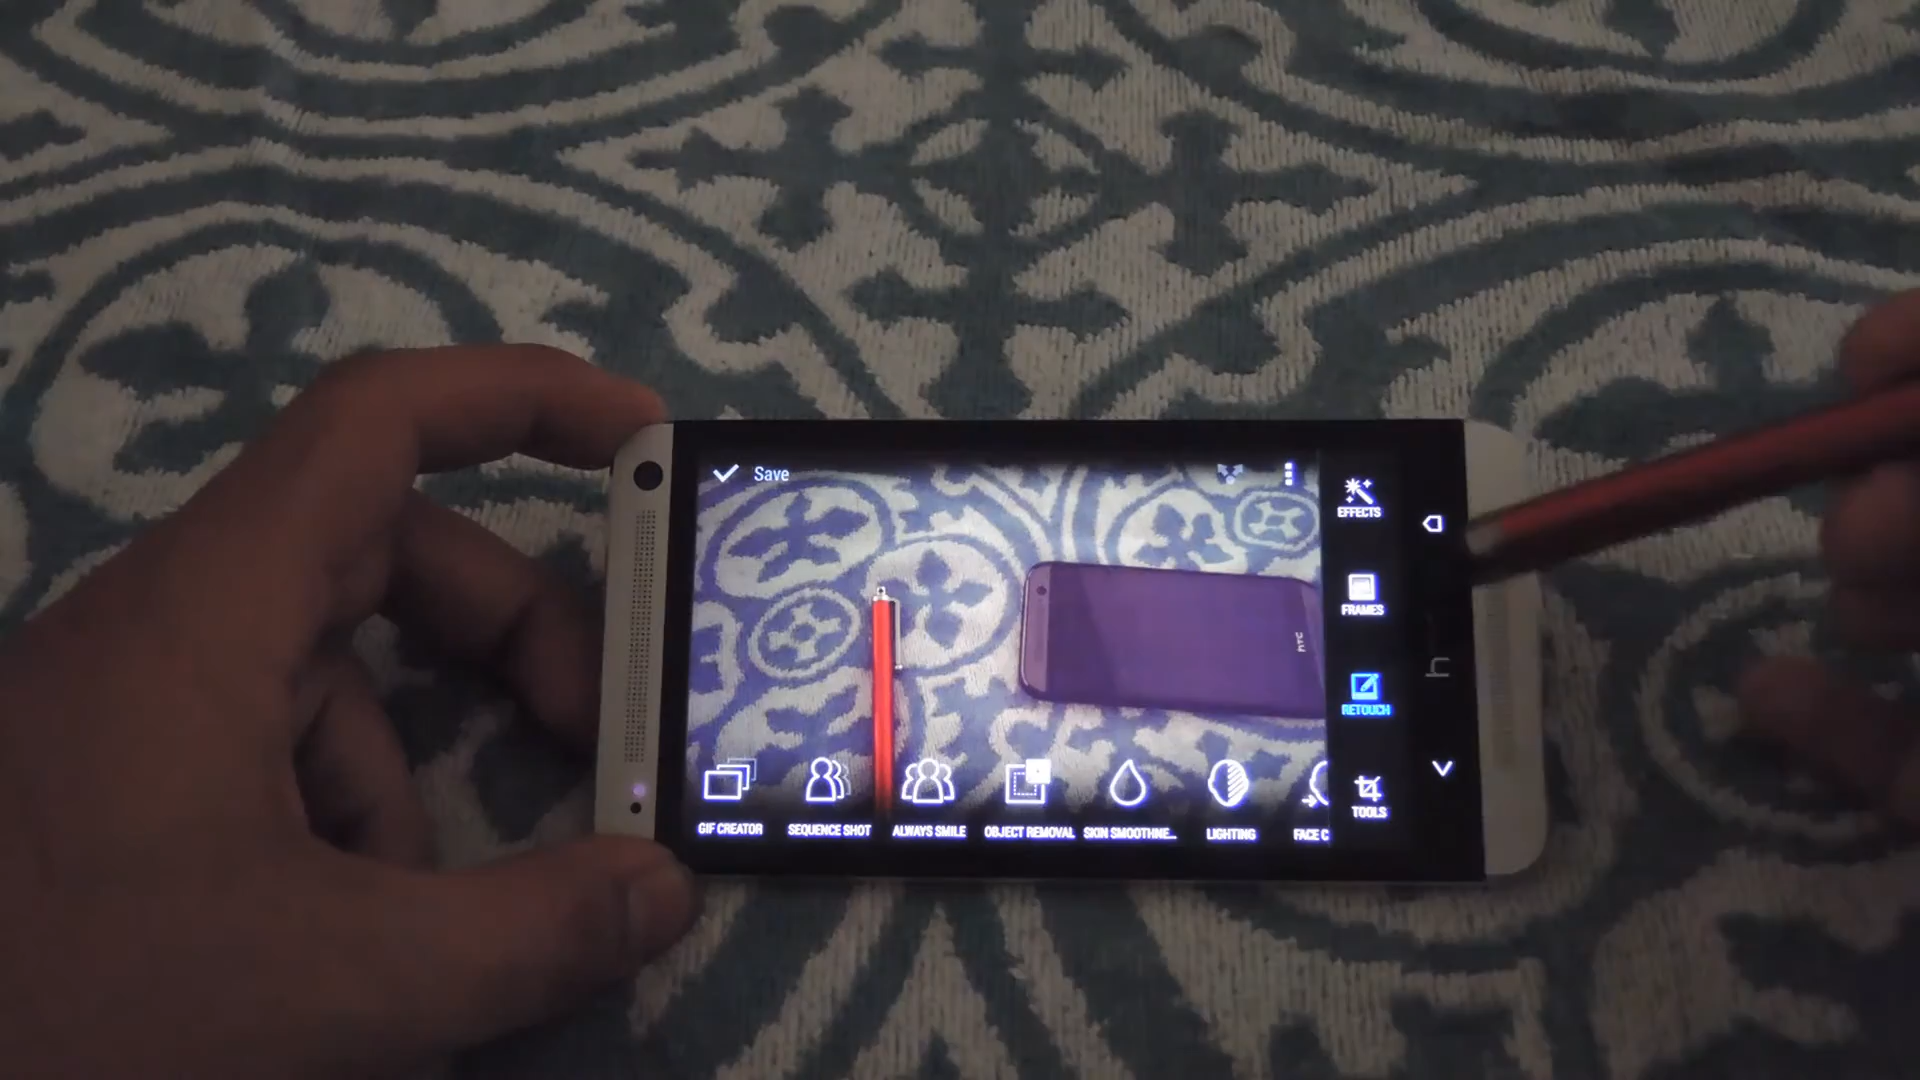 Save
EFFECTS
FRAMES
RETOUCH
TOOLS
GIF CREATOR
SEQUENCE SHOT
ALWAYS SMILE
OBJECT REMOVAL
SKIN SMOOTHNE...
LIGHTING
FACE C
hTC
h